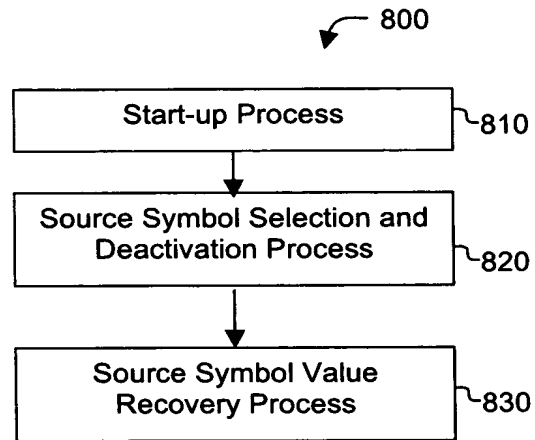 800
Start-up Process
810
Source Symbol Selection and
Deactivation Process
820
Source Symbol Value
Recovery Process
830